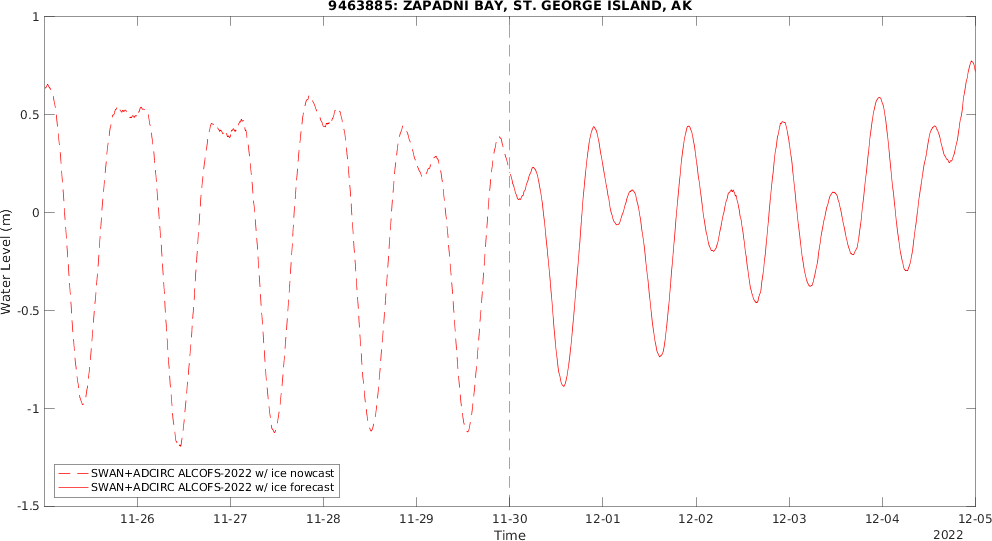 9463885: ZAPADNI BAY, ST. GEORGE ISLAND, AK
1
0.5
0
-0.5
-1
-1.5
Water Level (m)
SWAN+ADCIRC ALCOFS-2022 w/ ice nowcast
SWAN+ADCIRC ALCOFS-2022 w/ ice forecast
11-26 11-27 11-28 11-29 11-30 12-01 12-02 12-03 12-04 12-05
Time
2022